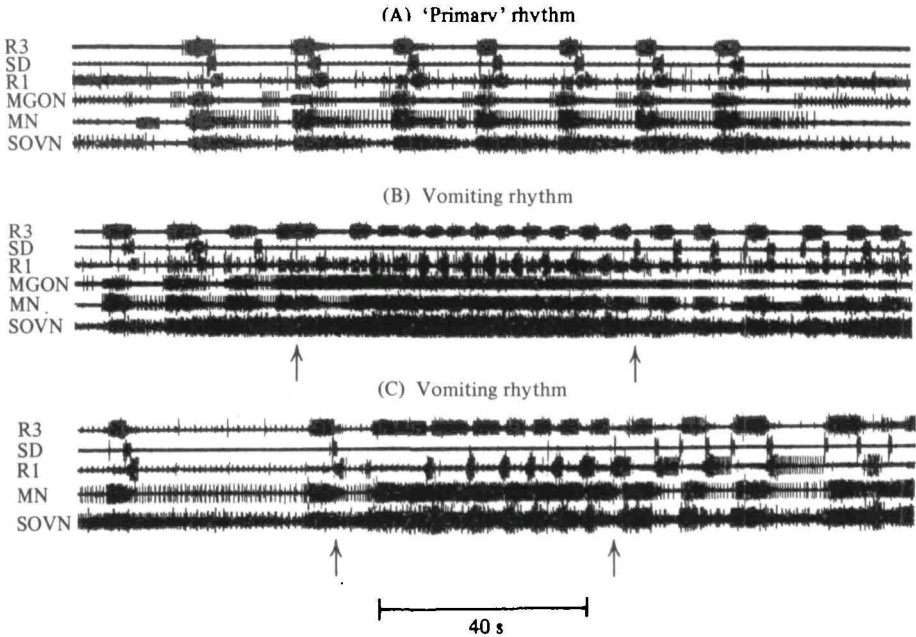 (A) 'Primary' rhythm
R3
SD
R1
MGON
MN
SOVN
(B) Vomiting rhythm
R3
SD
R1
MGON
MN
SOVN
(C) Vomiting rhythm
R3
SD
R1
MN
SOVN
40 s